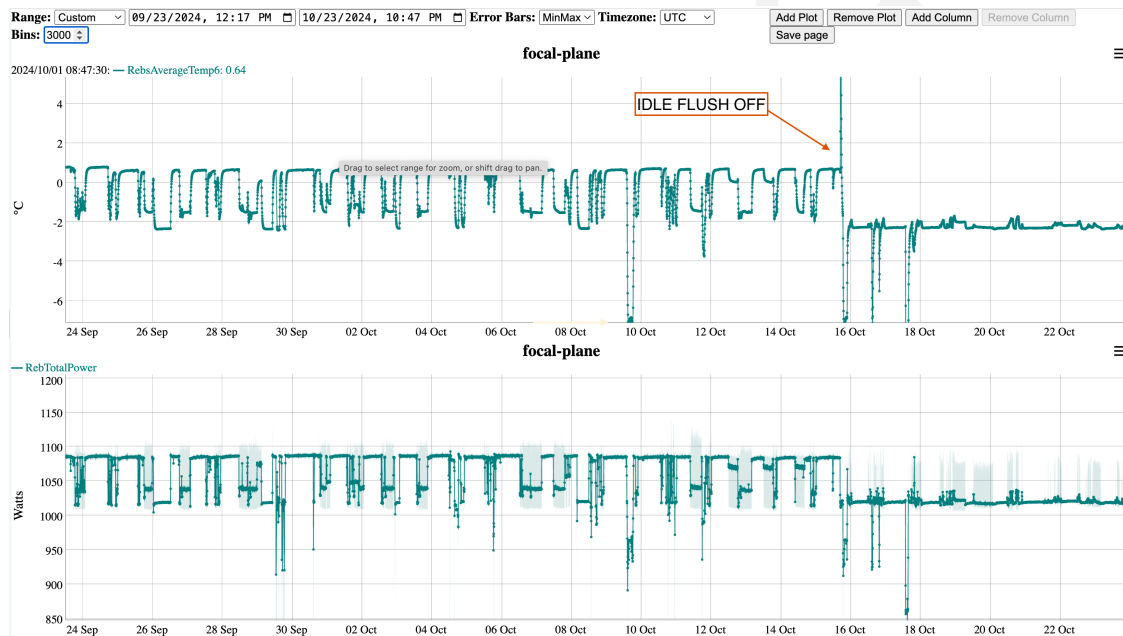 Range: Custom 09/23/2024, 12:17 PM 10/23/2024, 10:47 PM Error Bars: MinMax Timezone: UTC Add Plot Remove Plot Add Column Remove Column
Bins: 3000 Save page
focal-plane
2024/10/01 08:47:30: — RebsAverageTemp6: 0.64
IDLE FLUSH OFF
Drag to select range for zoom, or shift drag to pan.
°C
4
2
0
-2
-4
-6
24 Sep 26 Sep 28 Sep 30 Sep 02 Oct 04 Oct 06 Oct 08 Oct 10 Oct 12 Oct 14 Oct 16 Oct 18 Oct 20 Oct 22 Oct
focal-plane
— RebTotalPower
Watts
1200
1150
1100
1050
1000
950
900
850
24 Sep 26 Sep 28 Sep 30 Sep 02 Oct 04 Oct 06 Oct 08 Oct 10 Oct 12 Oct 14 Oct 16 Oct 18 Oct 20 Oct 22 Oct